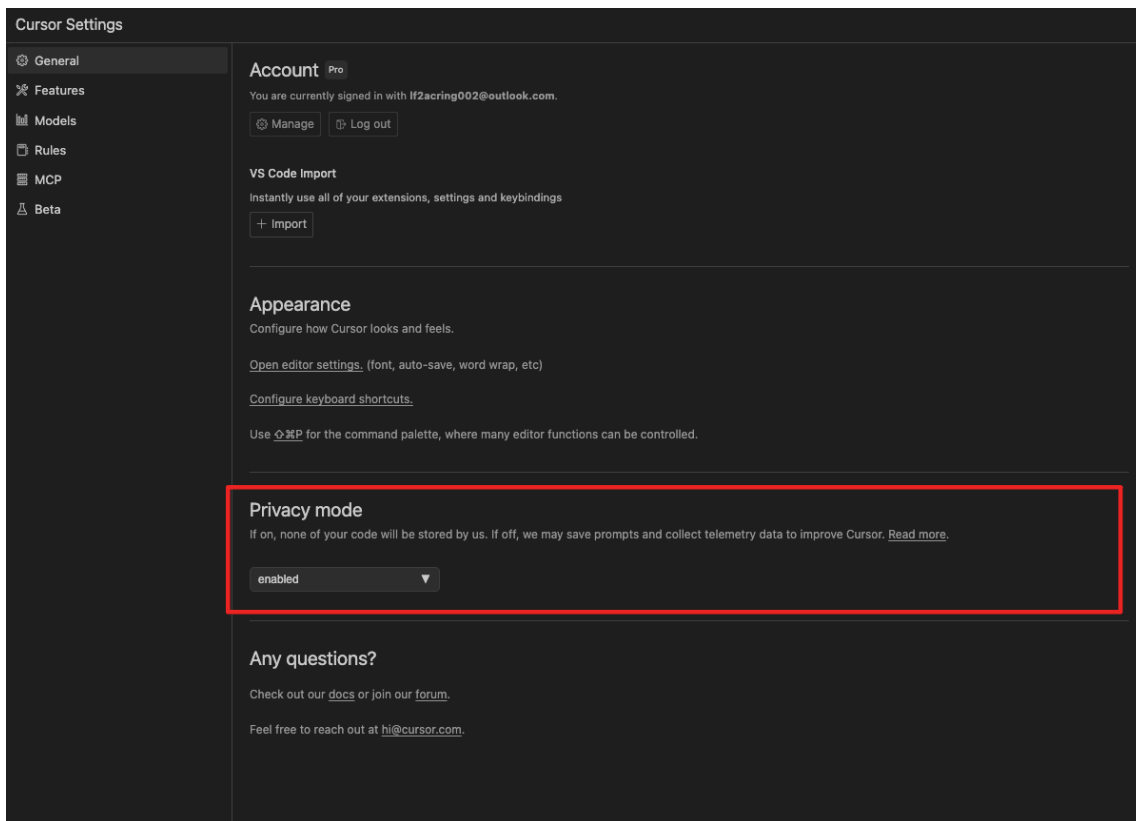 Cursor Settings
General
Features
Models
Rules
MCP
Beta
Account Pro
You are currently signed in with lf2acring002@outlook.com.
Manage Log out
VS Code Import
Instantly use all of your extensions, settings and keybindings
+ Import
Appearance
Configure how Cursor looks and feels.
Open editor settings. (font, auto-save, word wrap, etc)
Configure keyboard shortcuts.
Use ⇧⌘P for the command palette, where many editor functions can be controlled.
Privacy mode
If on, none of your code will be stored by us. If off, we may save prompts and collect telemetry data to improve Cursor. Read more.
enabled
Any questions?
Check out our docs or join our forum.
Feel free to reach out at hi@cursor.com.